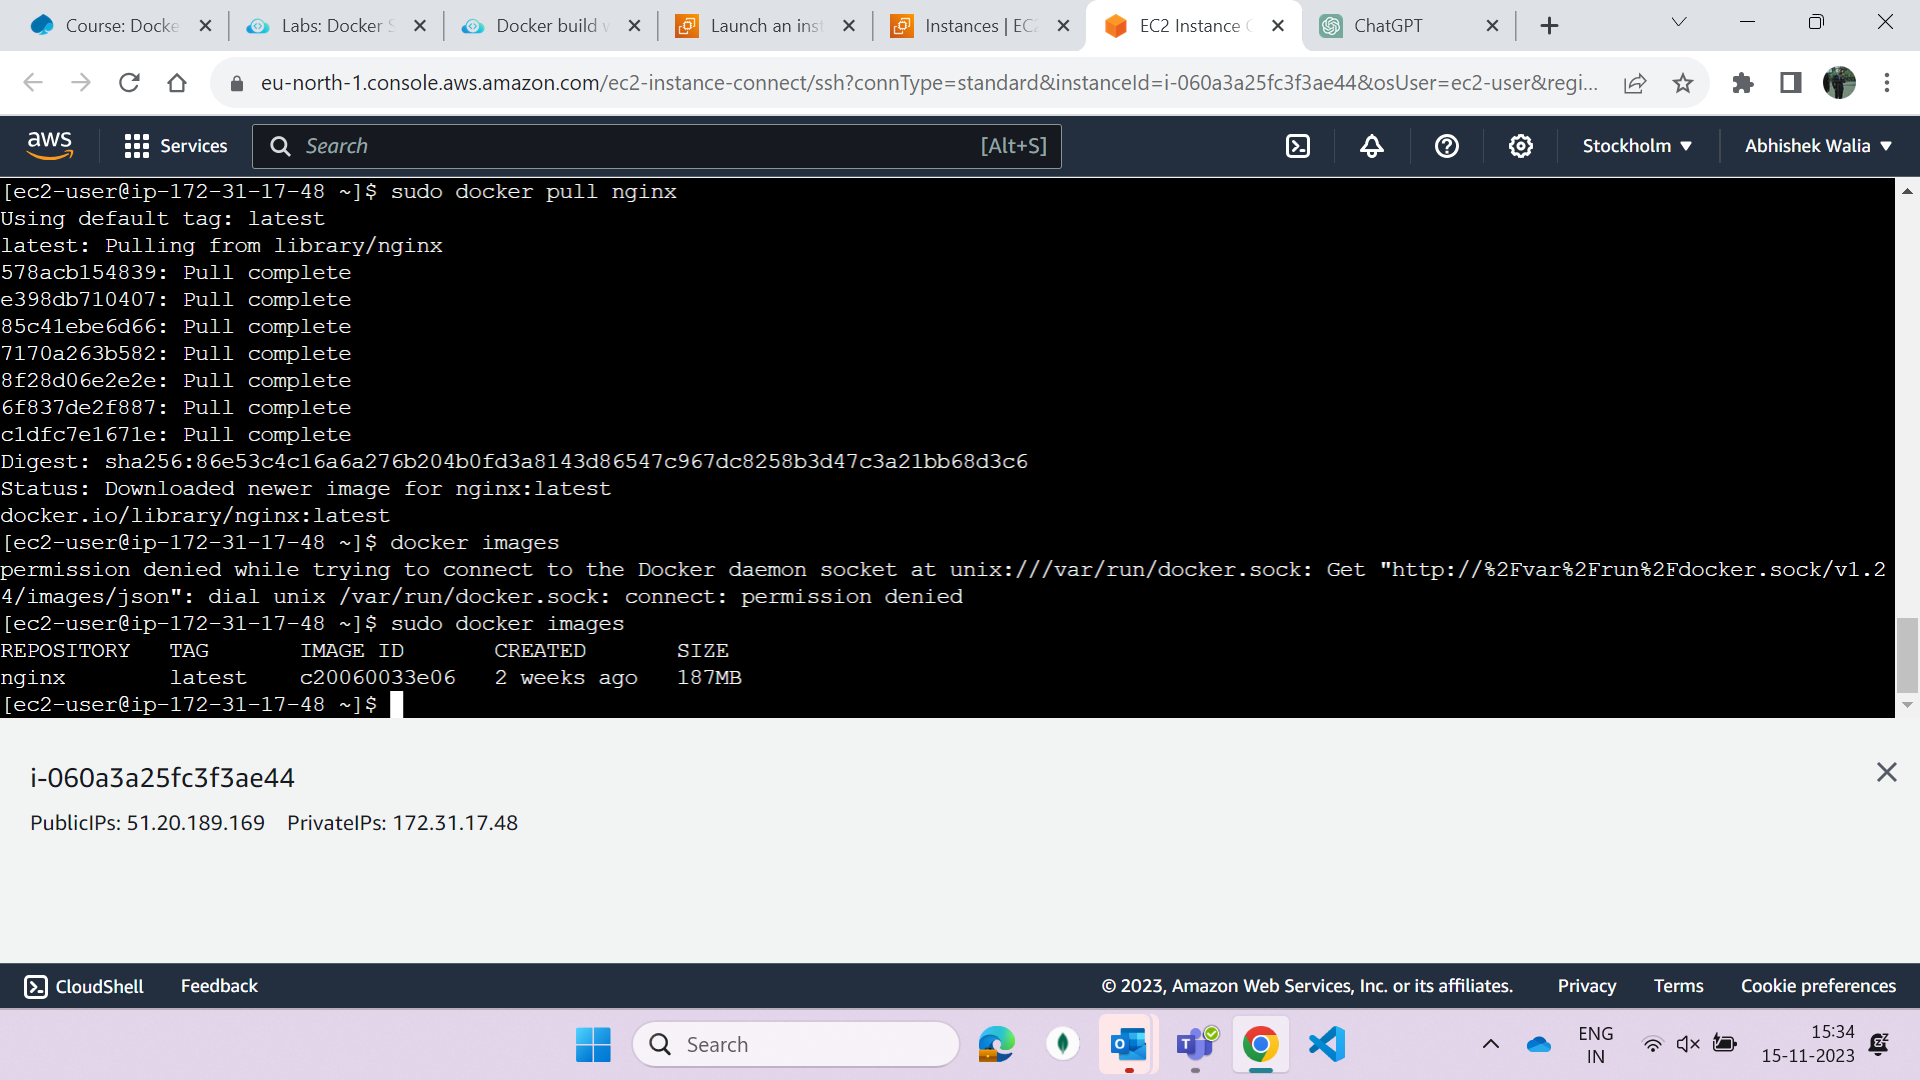 Course: Docke
Labs: Docker S
Docker build w
Launch an inst
Instances | EC2
EC2 Instance C
ChatGPT
eu-north-1.console.aws.amazon.com/ec2-instance-connect/ssh?connType=standard&instanceId=i-060a3a25fc3f3ae44&osUser=ec2-user&regi...
aws
Services
Search
[Alt+S]
Stockholm
Abhishek Walia
[ec2-user@ip-172-31-17-48 ~]$ sudo docker pull nginx
Using default tag: latest
latest: Pulling from library/nginx
578acb154839: Pull complete
e398db710407: Pull complete
85c41ebe6d66: Pull complete
7170a263b582: Pull complete
8f28d06e2e2e: Pull complete
6f837de2f887: Pull complete
c1dfc7e1671e: Pull complete
Digest: sha256:86e53c4c16a6a276b204b0fd3a8143d86547c967dc8258b3d47c3a21bb68d3c6
Status: Downloaded newer image for nginx:latest
docker.io/library/nginx:latest
[ec2-user@ip-172-31-17-48 ~]$ docker images
permission denied while trying to connect to the Docker daemon socket at unix:///var/run/docker.sock: Get "http://%2Fvar%2Frun%2Fdocker.sock/v1.2
4/images/json": dial unix /var/run/docker.sock: connect: permission denied
[ec2-user@ip-172-31-17-48 ~]$ sudo docker images
REPOSITORY TAG IMAGE ID CREATED SIZE
nginx latest c20060033e06 2 weeks ago 187MB
[ec2-user@ip-172-31-17-48 ~]$
i-060a3a25fc3f3ae44
PublicIPs: 51.20.189.169 PrivateIPs: 172.31.17.48
CloudShell
Feedback
© 2023, Amazon Web Services, Inc. or its affiliates.
Privacy
Terms
Cookie preferences
Search
ENG
IN
15:34
15-11-2023